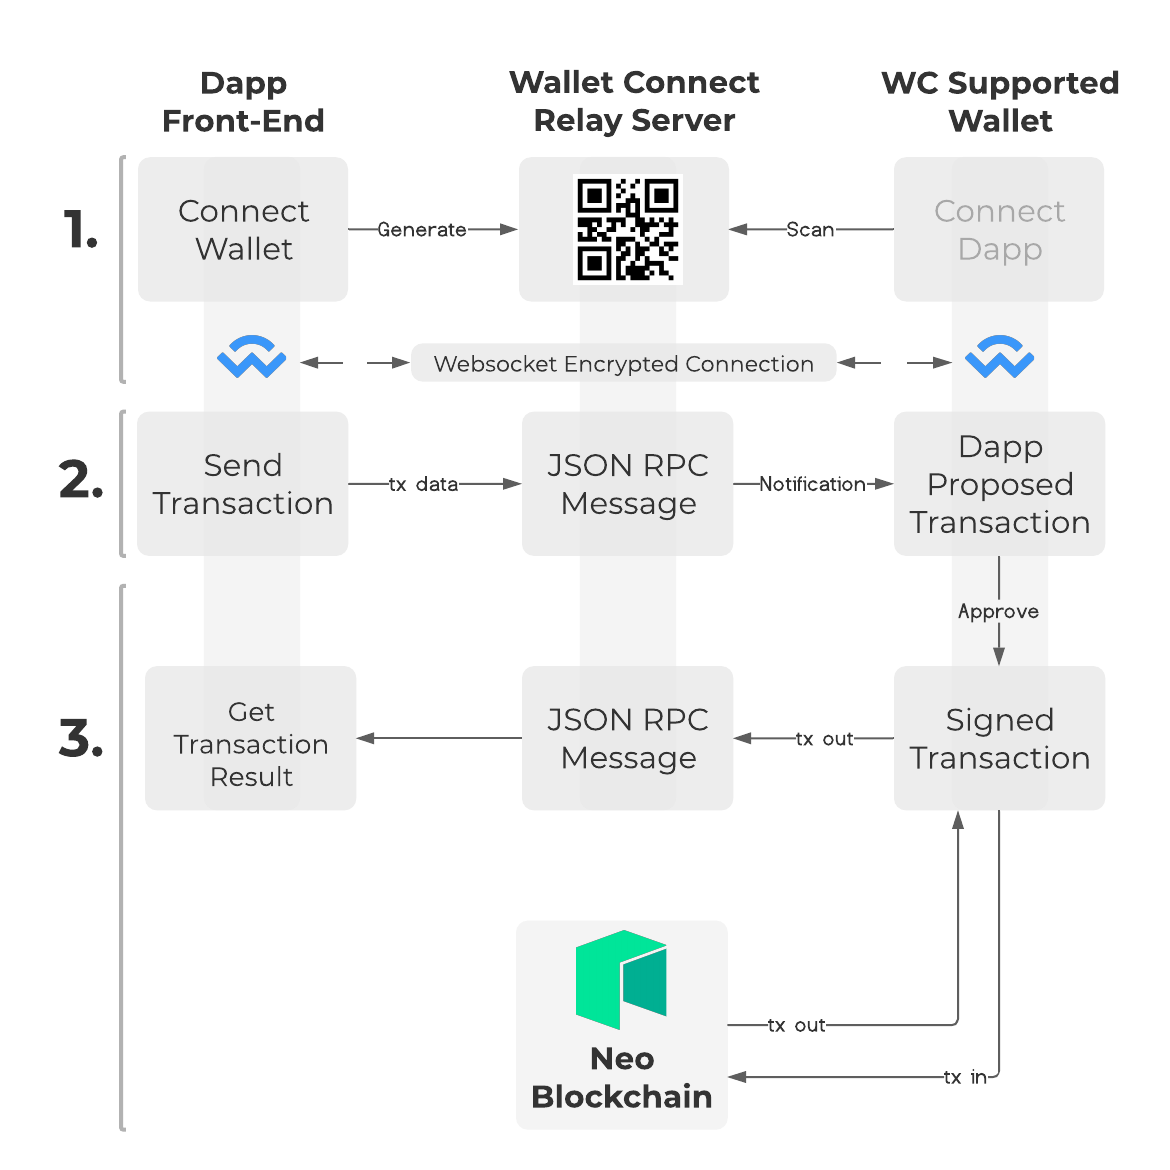 Dapp
Front-End
Wallet Connect
Relay Server
WC Supported
Wallet
1.
Connect
Wallet
Generate
Scan
Connect
Dapp
Websocket Encrypted Connection
2.
Send
Transaction
tx data
JSON RPC
Message
Notification
Dapp
Proposed
Transaction
Approve
3.
Get
Transaction
Result
JSON RPC
Message
tx out
Signed
Transaction
Neo
Blockchain
tx out
tx in